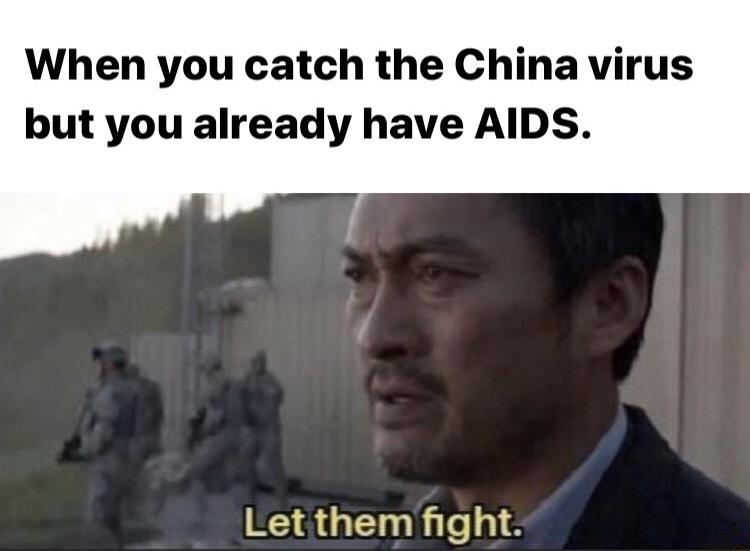 When you catch the China virus
but you already have AIDS.
Let them fight.